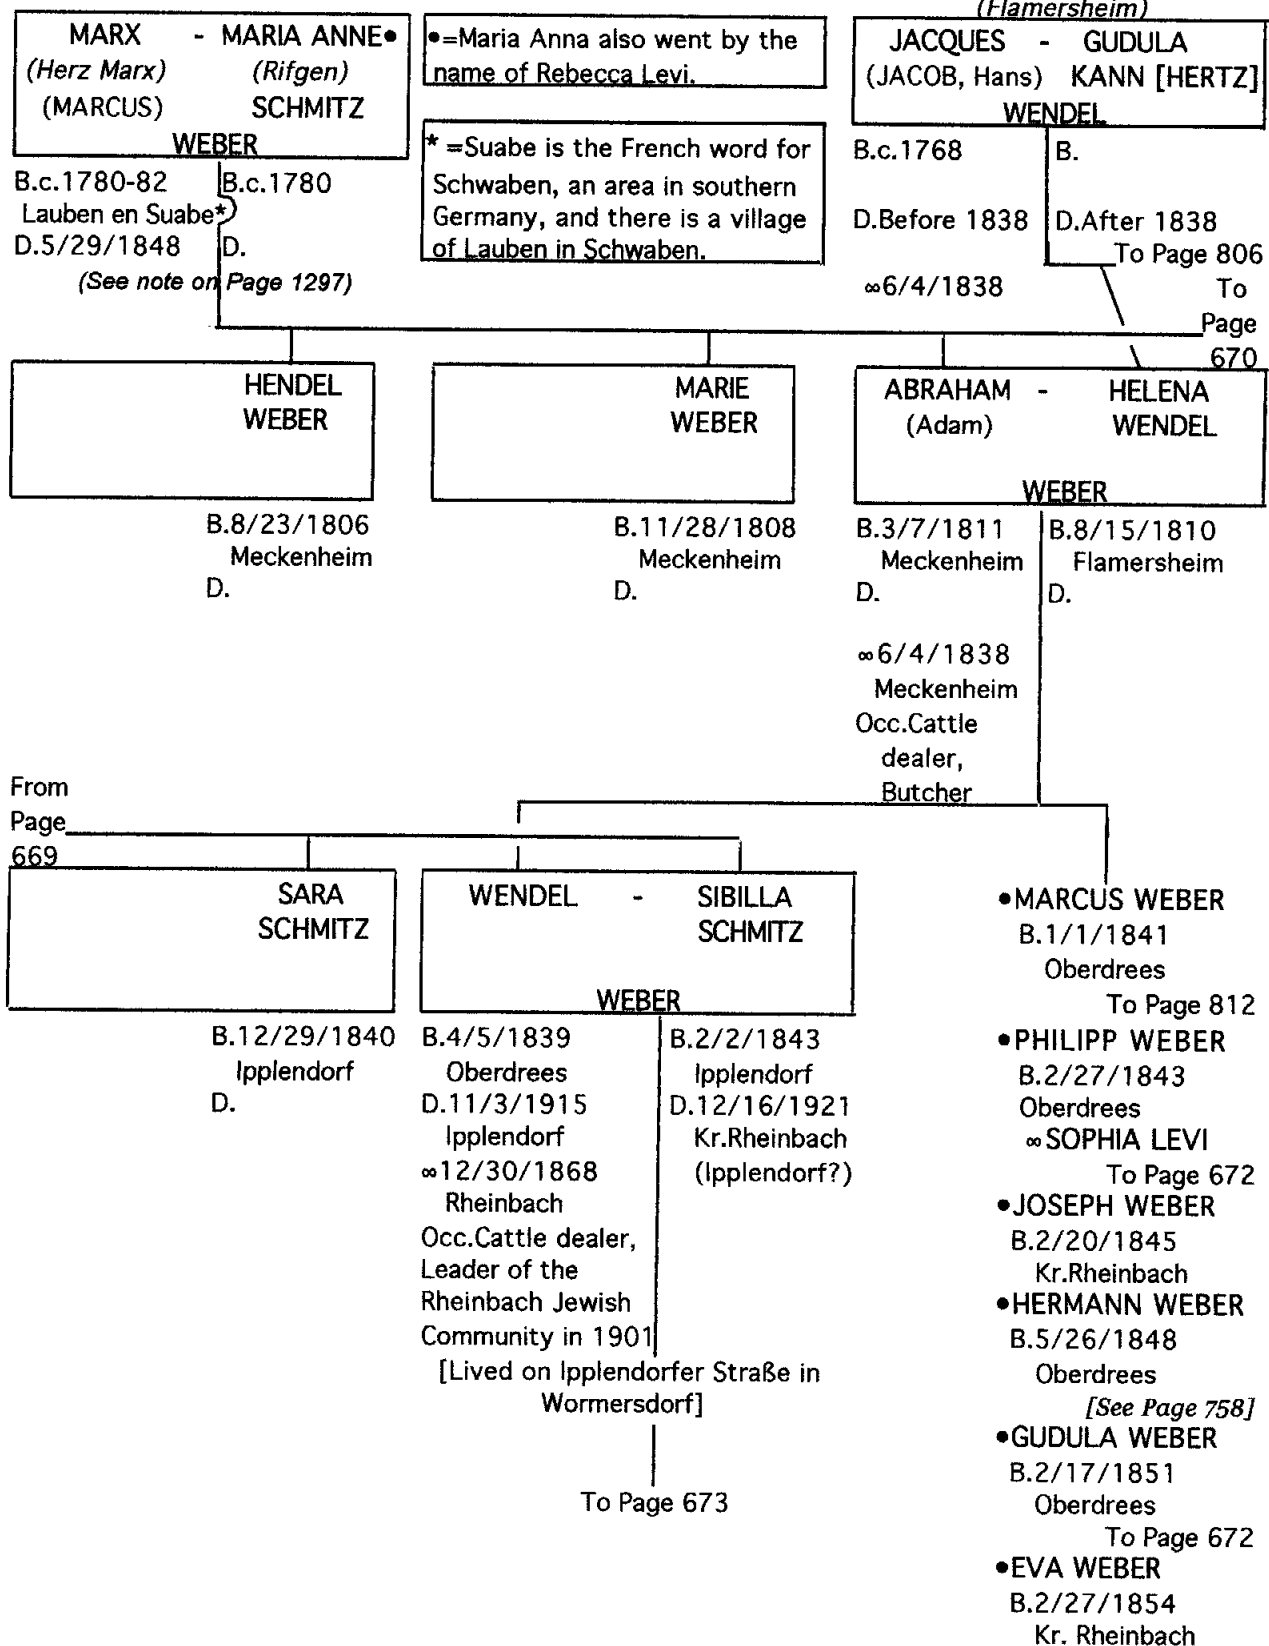 (Flamersheim)
MARX - MARIA ANNE•
(Herz Marx) (Rifgen)
(MARCUS) SCHMITZ
WEBER
B.c.1780-82 B.c.1780
Lauben en Suabe*
D.5/29/1848 D.
(See note on Page 1297)
•=Maria Anna also went by the
name of Rebecca Levi.
* =Suabe is the French word for
Schwaben, an area in southern
Germany, and there is a village
of Lauben in Schwaben.
JACQUES - GUDULA
(JACOB, Hans) KANN [HERTZ]
WENDEL
B.c.1768 B.
D.Before 1838 D.After 1838
To Page 806
∞6/4/1838
To
Page
670
HENDEL
WEBER
B.8/23/1806
Meckenheim
D.
MARIE
WEBER
B.11/28/1808
Meckenheim
D.
ABRAHAM - HELENA
(Adam) WENDEL
WEBER
B.3/7/1811 B.8/15/1810
Meckenheim Flamersheim
D. D.
∞6/4/1838
Meckenheim
Occ.Cattle
dealer,
Butcher
From
Page
669
SARA
SCHMITZ
B.12/29/1840
Ipplendorf
D.
WENDEL - SIBILLA
SCHMITZ
WEBER
B.4/5/1839 B.2/2/1843
Oberdrees Ipplendorf
D.11/3/1915 D.12/16/1921
Ipplendorf Kr.Rheinbach
∞12/30/1868 (Ipplendorf?)
Rheinbach
Occ.Cattle dealer,
Leader of the
Rheinbach Jewish
Community in 1901
[Lived on Ipplendorfer Straße in
Wormersdorf]
To Page 673
•MARCUS WEBER
B.1/1/1841
Oberdrees
To Page 812
•PHILIPP WEBER
B.2/27/1843
Oberdrees
∞SOPHIA LEVI
To Page 672
•JOSEPH WEBER
B.2/20/1845
Kr.Rheinbach
•HERMANN WEBER
B.5/26/1848
Oberdrees
[See Page 758]
•GUDULA WEBER
B.2/17/1851
Oberdrees
To Page 672
•EVA WEBER
B.2/27/1854
Kr. Rheinbach